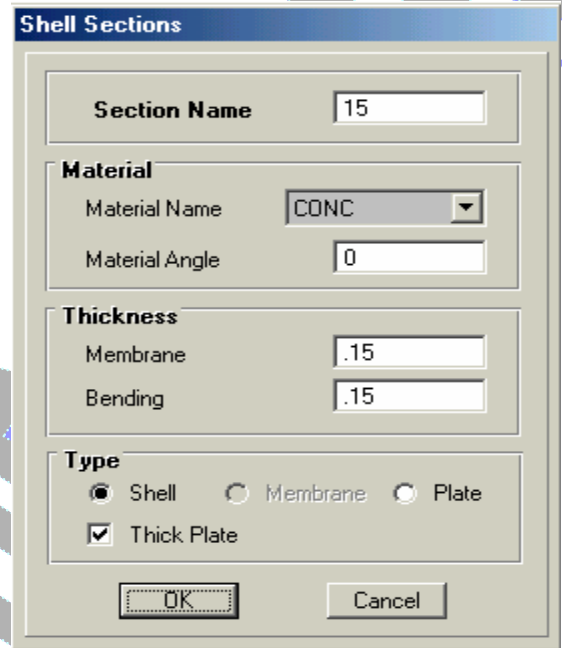 Shell Sections
Section Name 15
Material
Material Name CONC
Material Angle 0
Thickness
Membrane .15
Bending .15
Type
Shell Membrane Plate
Thick Plate
OK Cancel